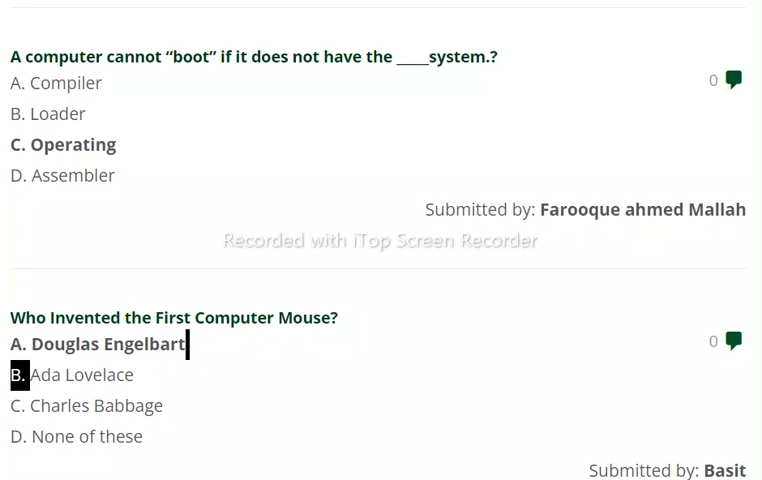 A computer cannot “boot” if it does not have the _____system.?
A. Compiler
0
B. Loader
C. Operating
D. Assembler
Submitted by: Farooque ahmed Mallah
Recorded with iTop Screen Recorder
Who Invented the First Computer Mouse?
A. Douglas Engelbart
0
B. Ada Lovelace
C. Charles Babbage
D. None of these
Submitted by: Basit